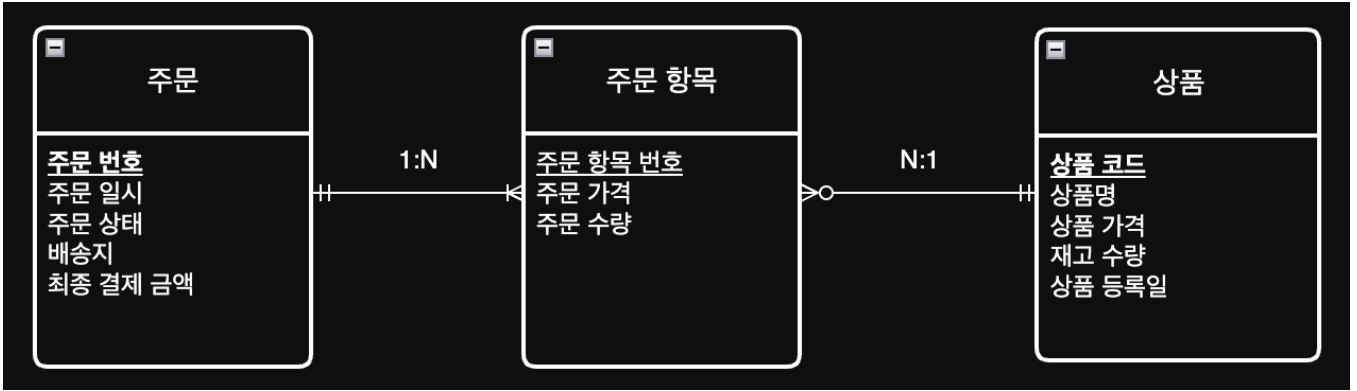 주문
주문 번호
주문 일시
주문 상태
배송지
최종 결제 금액
1:N
주문 항목
주문 항목 번호
주문 가격
주문 수량
N:1
상품
상품 코드
상품명
상품 가격
재고 수량
상품 등록일